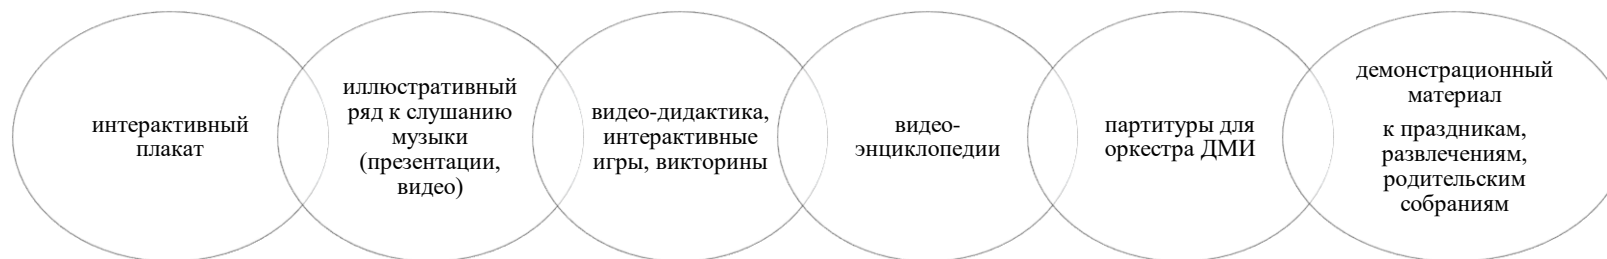 интерактивный
плакат
иллюстративный
ряд к слушанию
музыки
(презентации,
видео)
видео-дидактика,
интерактивные
игры, викторины
видео-
энциклопедии
партитуры для
оркестра ДМИ
демонстрационный
материал
к праздникам,
развлечениям,
родительским
собраниям